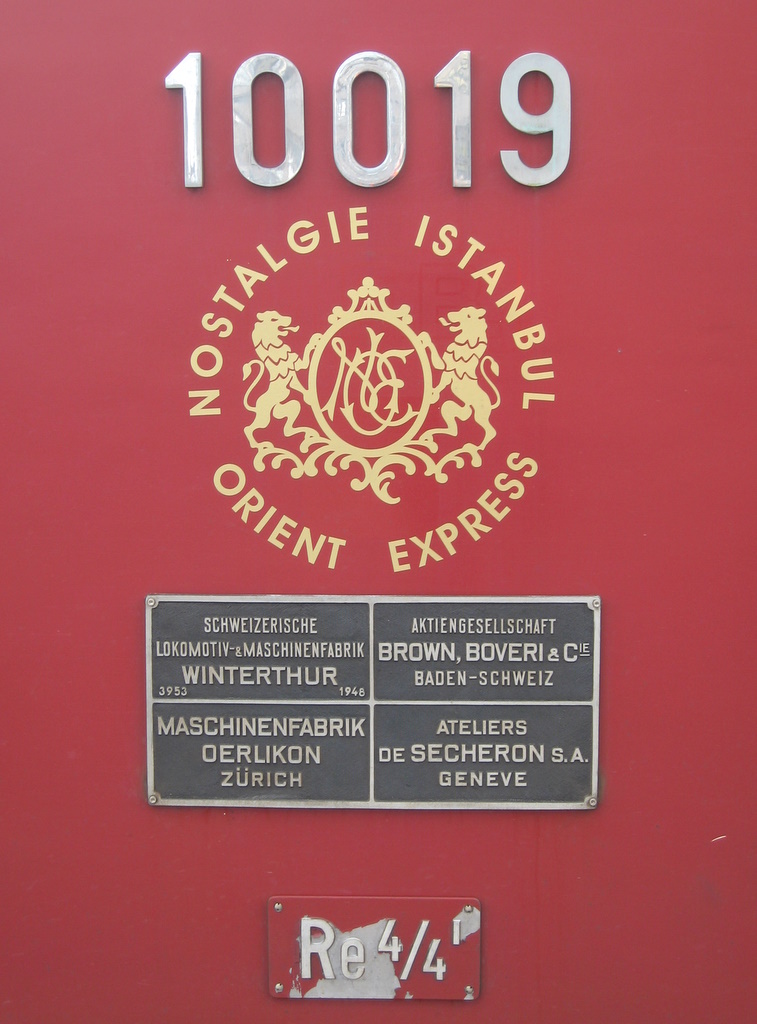 10019
NOSTALGIE ISTANBUL
ORIENT EXPRESS
SCHWEIZERISCHE
LOKOMOTIV-&MASCHINENFABRIK
WINTERTHUR
3953 1948
AKTIENGESELLSCHAFT
BROWN, BOVERI & CIE
BADEN-SCHWEIZ
MASCHINENFABRIK
OERLIKON
ZÜRICH
ATELIERS
DE SECHERON S.A.
GENEVE
Re 4/4 I